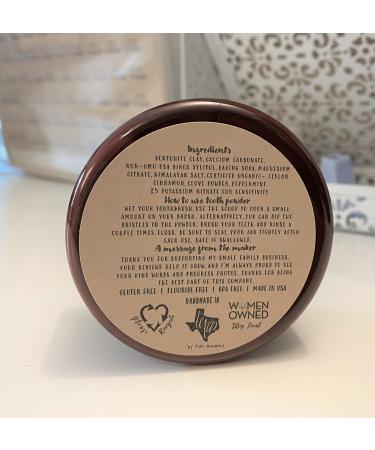 Ingredients
BENTONITE CLAY, CALCIUM CARBONATE,
NON-GMO USA BIRCH XYLITOL, BAKING SODA, MAGNESIUM
CITRATE, HIMALAYAN SALT, CERTIFIED ORGANIC- CEYLON
CINNAMON, CLOVE POWDER, PEPPERMINT
25 POTASSIUM NITRATE FOR SENSITIVITY
How to use tooth powder
WET YOUR TOOTHBRUSH. USE THE SCOOP TO POUR A SMALL
AMOUNT ON YOUR BRUSH, ALTERNATIVELY, YOU CAN DIP THE
BRISTLES IN THE POWDER. BRUSH YOUR TEETH AND RINSE A
COUPLE TIMES, FLOSS. BE SURE TO SEAL YOUR JAR TIGHTLY AFTER
EACH USE. SAFE IF SWALLOWED.
A message from the maker
THANK YOU FOR SUPPORTING MY SMALL FAMILY BUSINESS.
YOUR REVIEWS HELP IT GROW, AND I'M ALWAYS PROUD TO SEE
YOUR KIND WORDS AND PROGRESS PHOTOS. THANKS FOR BEING
THE BEST PART OF THIS COMPANY.
GLUTEN FREE | FLUORIDE FREE | BPA FREE | MADE IN USA
HANDMADE IN
Texas
Please Recycle
WOMEN
OWNED
Shop Local